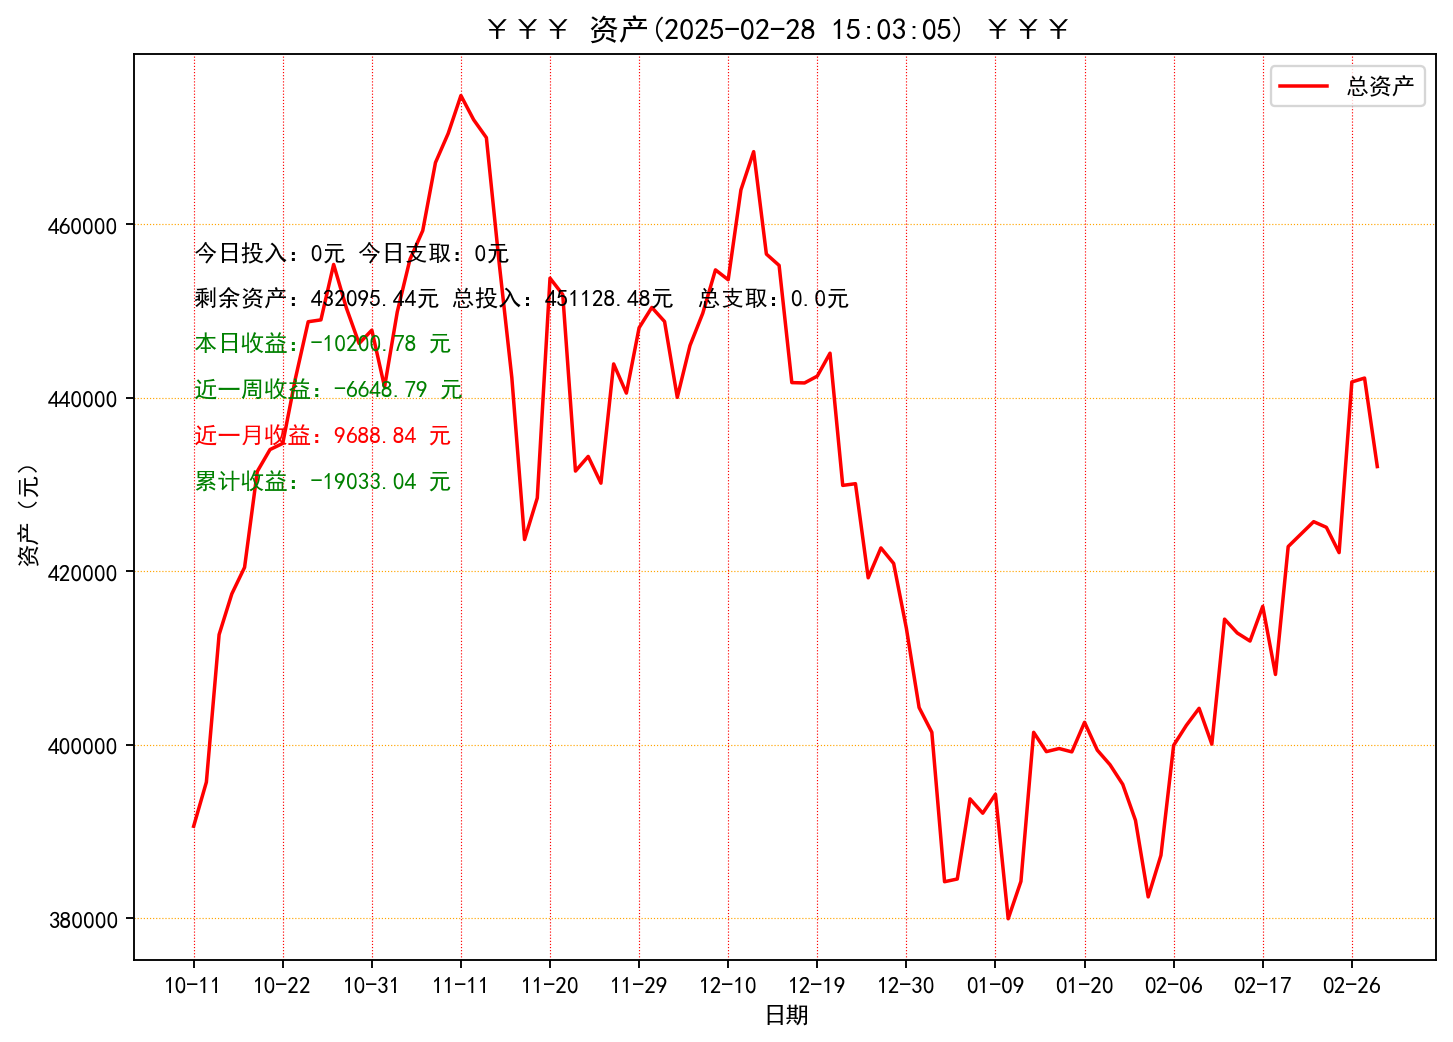 ￥￥￥ 资产(2025-02-28 15:03:05) ￥￥￥
总资产
460000
今日投入: 0元 今日支取: 0元
剩余资产: 432095.44元 总投入: 451128.48元 总支取: 0.0元
本日收益: -10200.78 元
近一周收益: -6648.79 元
440000
近一月收益: 9688.84 元
累计收益: -19033.04 元
资产（元）
420000
400000
380000
10-11 10-22 10-31 11-11 11-20 11-29 12-10 12-19 12-30 01-09 01-20 02-06 02-17 02-26
日期